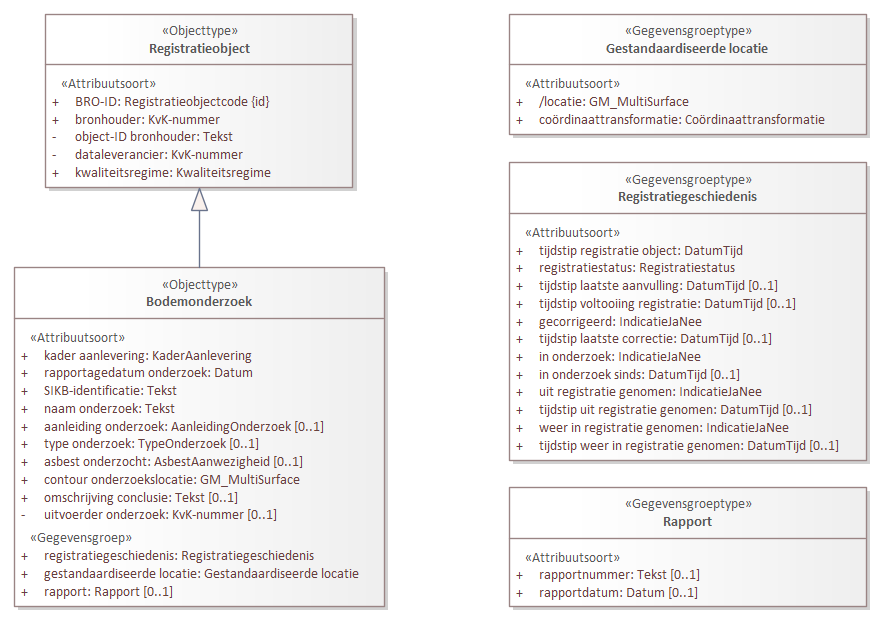 «Objecttype»
Registratieobject
«Attribuutsoort»
+ BRO-ID: Registratieobjectcode {id}
+ bronhouder: KvK-nummer
- object-ID bronhouder: Tekst
- dataleverancier: KvK-nummer
+ kwaliteitsregime: Kwaliteitsregime
«Objecttype»
Bodemonderzoek
«Attribuutsoort»
+ kader aanlevering: KaderAanlevering
+ rapportagedatum onderzoek: Datum
+ SIKB-identificatie: Tekst
+ naam onderzoek: Tekst
+ aanleiding onderzoek: AanleidingOnderzoek [0..1]
+ type onderzoek: TypeOnderzoek [0..1]
+ asbest onderzocht: AsbestAanwezigheid [0..1]
+ contour onderzoekslocatie: GM_MultiSurface
+ omschrijving conclusie: Tekst [0..1]
- uitvoerder onderzoek: KvK-nummer [0..1]
«Gegevensgroep»
+ registratiegeschiedenis: Registratiegeschiedenis
+ gestandaardiseerde locatie: Gestandaardiseerde locatie
+ rapport: Rapport [0..1]
«Gegevensgroeptype»
Gestandaardiseerde locatie
«Attribuutsoort»
+ /locatie: GM_MultiSurface
+ coördinaattransformatie: Coördinaattransformatie
«Gegevensgroeptype»
Registratiegeschiedenis
«Attribuutsoort»
+ tijdstip registratie object: DatumTijd
+ registratiestatus: Registratiestatus
+ tijdstip laatste aanvulling: DatumTijd [0..1]
+ tijdstip voltooiing registratie: DatumTijd [0..1]
+ gecorrigeerd: IndicatieJaNee
+ tijdstip laatste correctie: DatumTijd [0..1]
+ in onderzoek: IndicatieJaNee
+ in onderzoek sinds: DatumTijd [0..1]
+ uit registratie genomen: IndicatieJaNee
+ tijdstip uit registratie genomen: DatumTijd [0..1]
+ weer in registratie genomen: IndicatieJaNee
+ tijdstip weer in registratie genomen: DatumTijd [0..1]
«Gegevensgroeptype»
Rapport
«Attribuutsoort»
+ rapportnummer: Tekst [0..1]
+ rapportdatum: Datum [0..1]